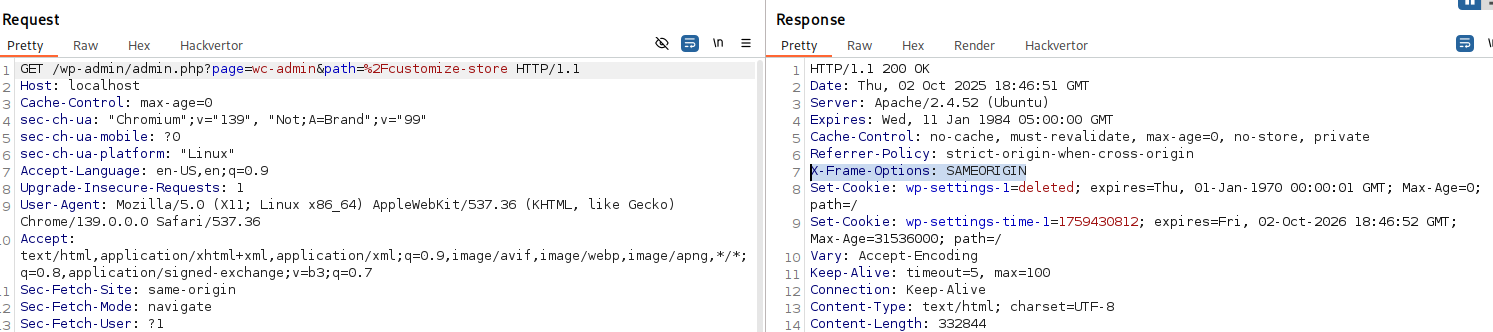 Request
Pretty Raw Hex Hackvertor \n
1 GET /wp-admin/admin.php?page=wc-admin&path=%2Fcustomize-store HTTP/1.1
2 Host: localhost
3 Cache-Control: max-age=0
4 sec-ch-ua: "Chromium";v="139", "Not;A=Brand";v="99"
5 sec-ch-ua-mobile: ?0
6 sec-ch-ua-platform: "Linux"
7 Accept-Language: en-US,en;q=0.9
8 Upgrade-Insecure-Requests: 1
9 User-Agent: Mozilla/5.0 (X11; Linux x86_64) AppleWebKit/537.36 (KHTML, like Gecko)
Chrome/139.0.0.0 Safari/537.36
0 Accept:
text/html,application/xhtml+xml,application/xml;q=0.9,image/avif,image/webp,image/apng,*/*;
q=0.8,application/signed-exchange;v=b3;q=0.7
1 Sec-Fetch-Site: same-origin
2 Sec-Fetch-Mode: navigate
3 Sec-Fetch-User: ?1
Response
Pretty Raw Hex Render Hackvertor
1 HTTP/1.1 200 OK
2 Date: Thu, 02 Oct 2025 18:46:51 GMT
3 Server: Apache/2.4.52 (Ubuntu)
4 Expires: Wed, 11 Jan 1984 05:00:00 GMT
5 Cache-Control: no-cache, must-revalidate, max-age=0, no-store, private
6 Referrer-Policy: strict-origin-when-cross-origin
7 X-Frame-Options: SAMEORIGIN
8 Set-Cookie: wp-settings-1=deleted; expires=Thu, 01-Jan-1970 00:00:01 GMT; Max-Age=0;
path=/
9 Set-Cookie: wp-settings-time-1=1759430812; expires=Fri, 02-Oct-2026 18:46:52 GMT;
Max-Age=31536000; path=/
10 Vary: Accept-Encoding
11 Keep-Alive: timeout=5, max=100
12 Connection: Keep-Alive
13 Content-Type: text/html; charset=UTF-8
14 Content-Length: 332844